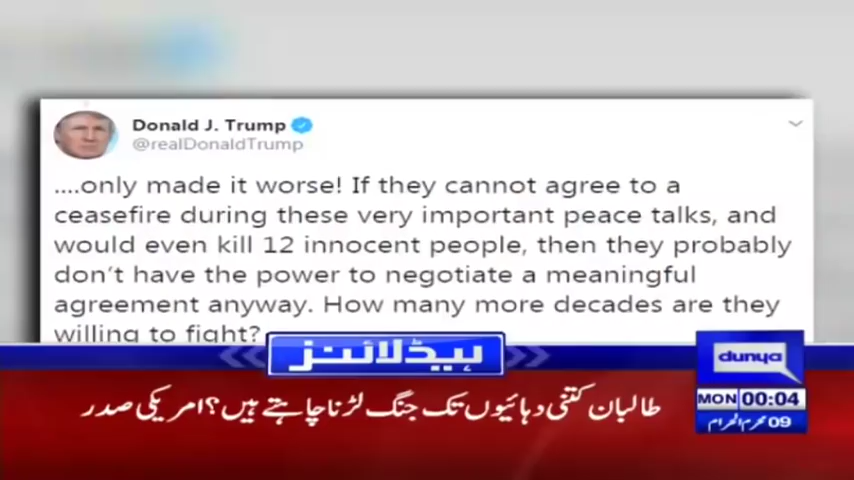 Donald J. Trump
@realDonaldTrump
....only made it worse! If they cannot agree to a
ceasefire during these very important peace talks, and
would even kill 12 innocent people, then they probably
don't have the power to negotiate a meaningful
agreement anyway. How many more decades are they
willing to fight?
ہیڈلائنز
dunya
طالبان کتنی دہائیوں تک جنگ لڑنا چاہتے ہیں؟ امریکی صدر
MON 00:04
09 محرم الحرام